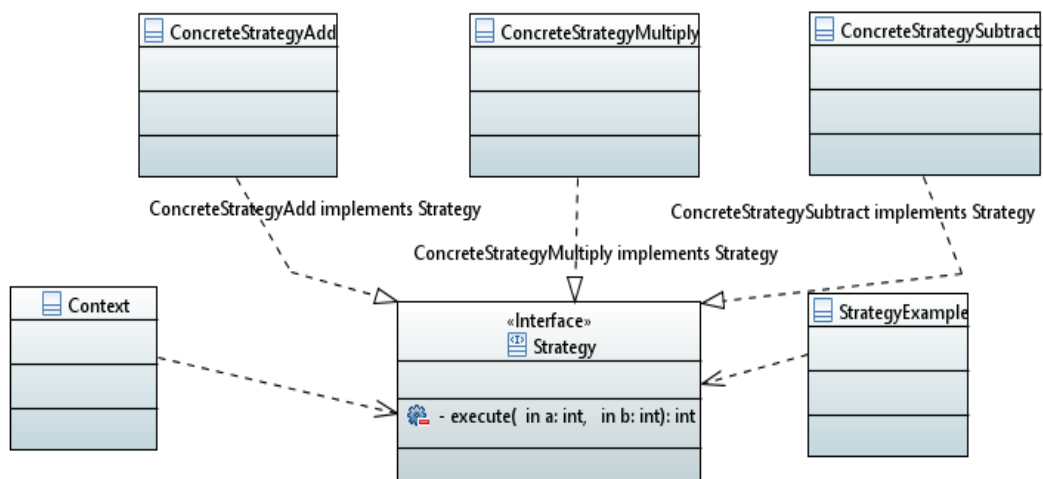 ConcreteStrategyAdd
ConcreteStrategyMultiply
ConcreteStrategySubtract
ConcreteStrategyAdd implements Strategy
ConcreteStrategySubtract implements Strategy
ConcreteStrategyMultiply implements Strategy
Context
«Interface»
Strategy
- execute( in a: int, in b: int): int
StrategyExample